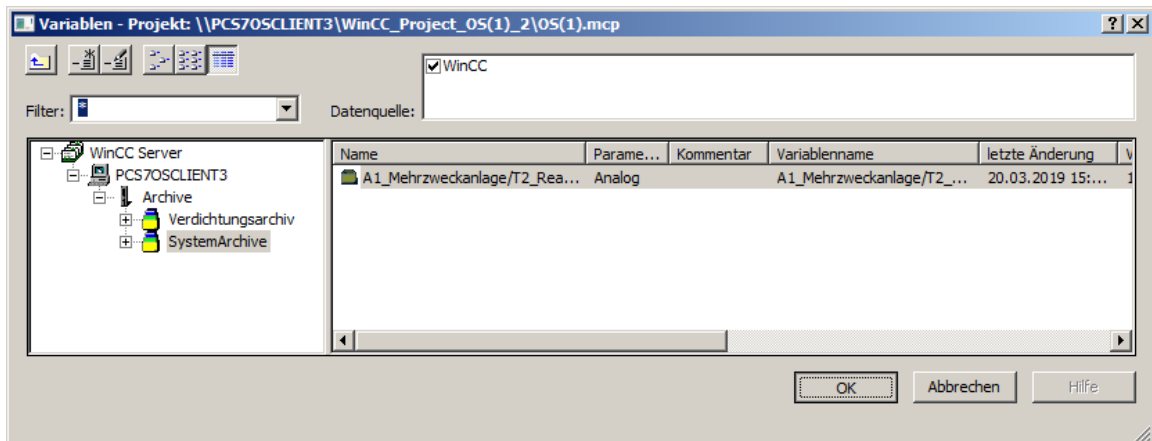 Variablen - Projekt: \\PCS7OSCLIENT3\WinCC_Project_OS(1)_2\OS(1).mcp
WinCC
Filter: *
Datenquelle:
WinCC Server
PCS7OSCLIENT3
Archive
Verdichtungsarchiv
SystemArchive
Name Parame... Kommentar Variablenname letzte Änderung
A1_Mehrzweckanlage/T2_Rea... Analog A1_Mehrzweckanlage/T2_... 20.03.2019 15:...
OK Abbrechen Hilfe